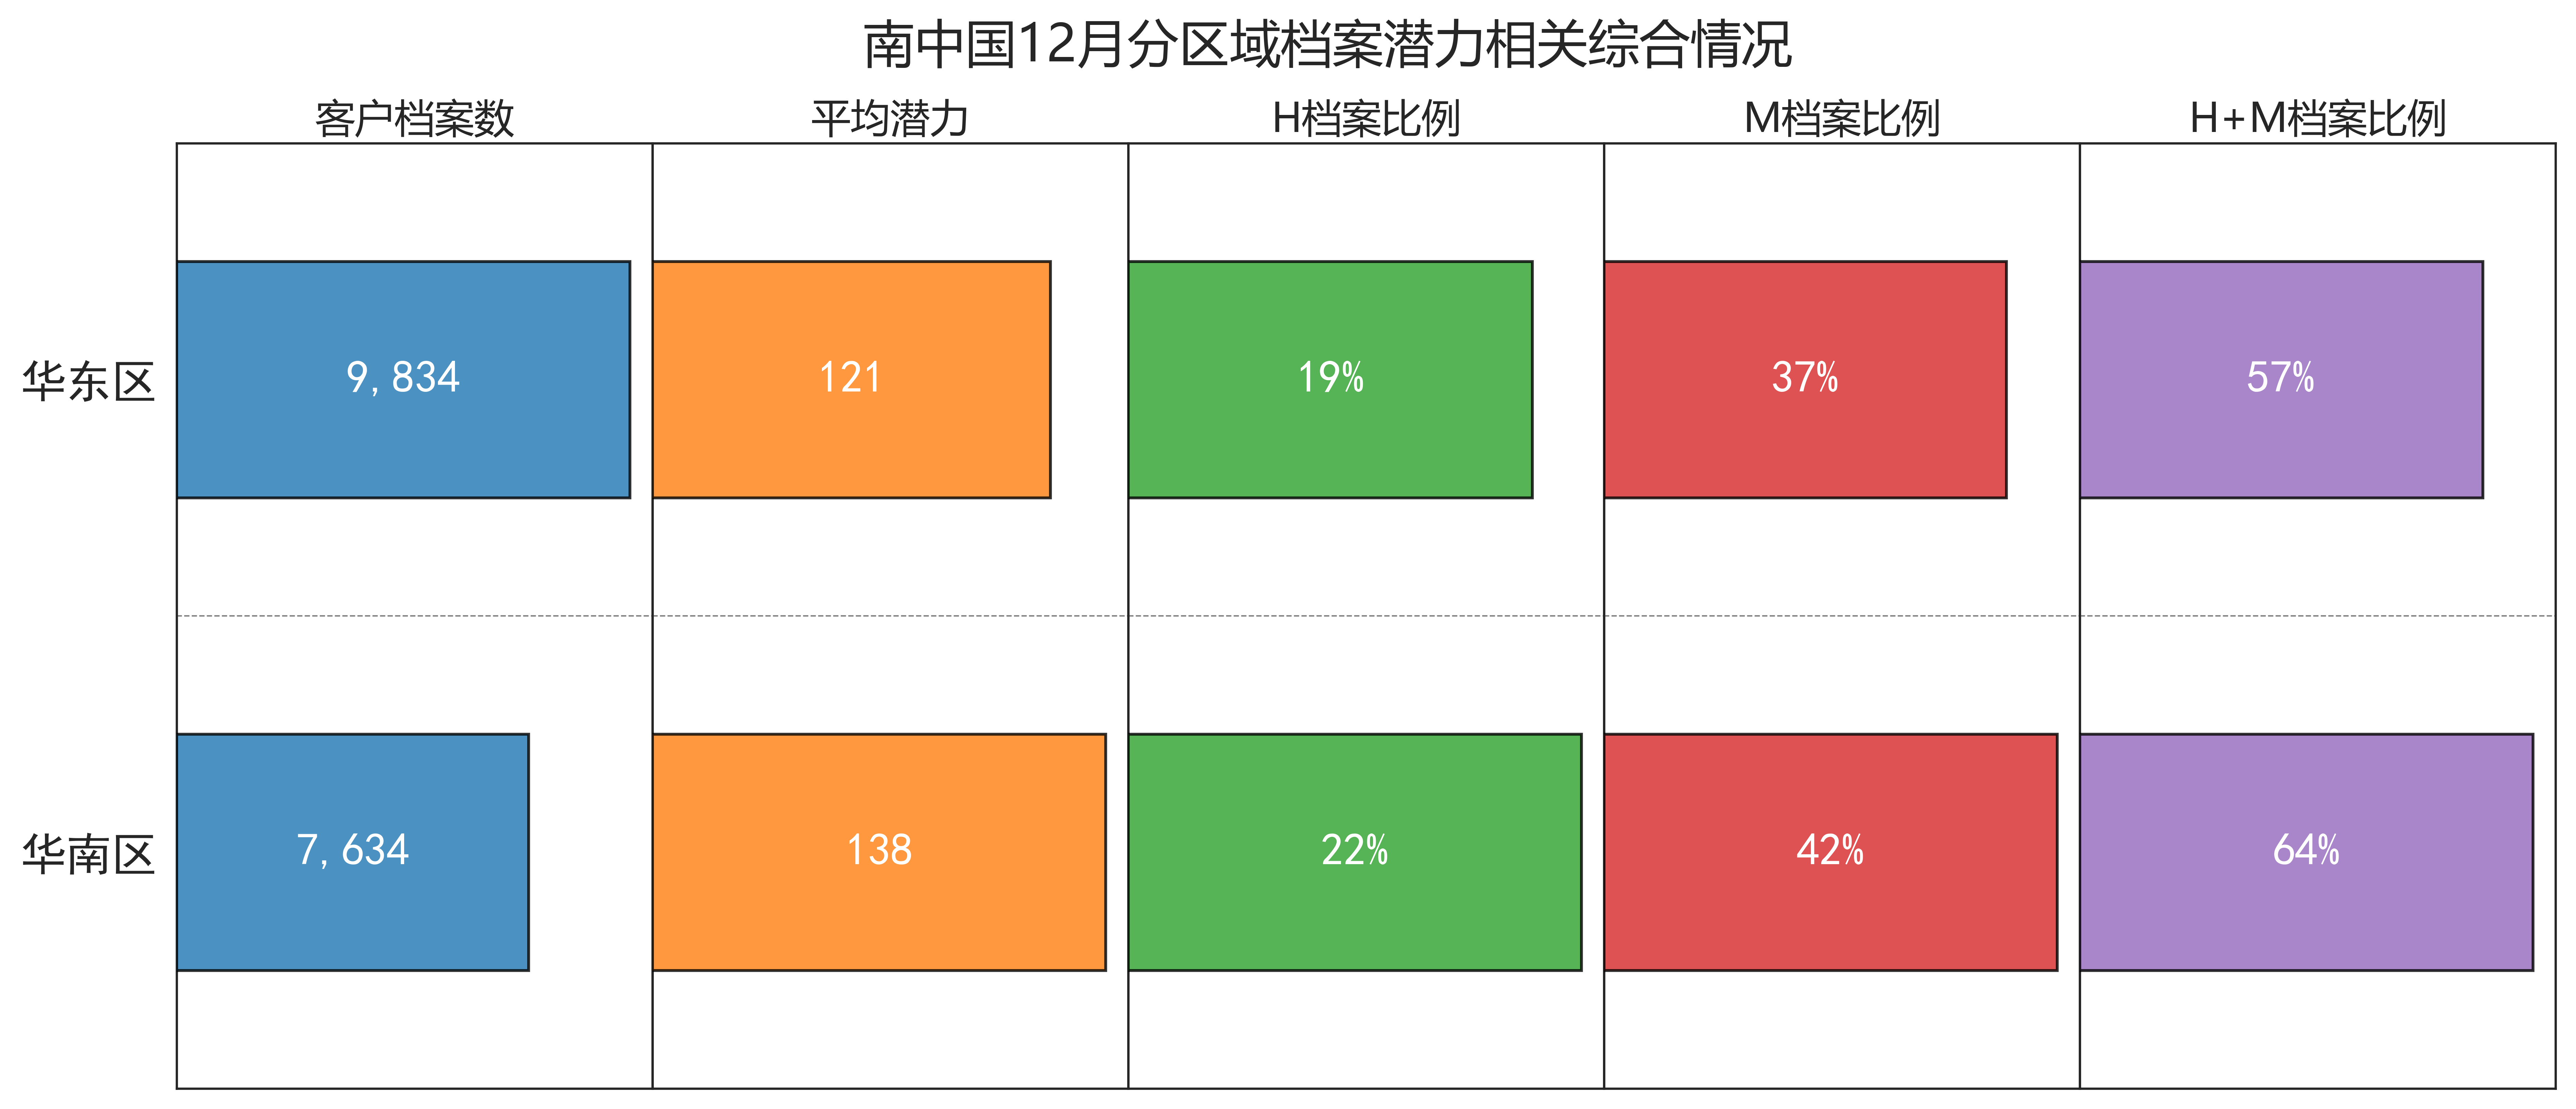 南中国12月分区域档案潜力相关综合情况
客户档案数 平均潜力 H档案比例 M档案比例 H+M档案比例
华东区 9,834 121 19% 37% 57%
华南区 7,634 138 22% 42% 64%